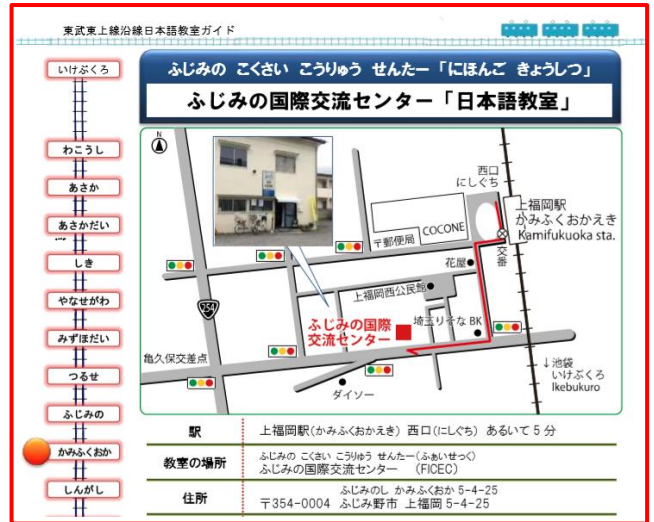 東武東上線沿線日本語教室ガイド
いけぶくろ
わこうし
あさか
あさかだい
しき
やなせがわ
みずほだい
つるせ
ふじみの
かみふくおか
しんがし
ふじみの こくさい こうりゅう せんたー「にほんご きょうしつ」
ふじみの国際交流センター「日本語教室」
N
西口
にしぐち
上福岡駅
かみふくおかえき
Kamifukuoka sta.
〒郵便局
COCONE
交番
花屋
上福岡西公民館
254
ふじみの国際
交流センター
埼玉りそな BK
亀久保交差点
ダイソー
↓池袋
いけぶくろ
Ikebukuro
駅
上福岡駅(かみふくおかえき) 西口(にしぐち) あるいて 5 分
教室の場所
ふじみの こくさい こうりゅう せんたー(ふぁいせっく)
ふじみの国際交流センター (FICEC)
住所
ふじみのし かみふくおか 5-4-25
〒354-0004 ふじみ野市 上福岡 5-4-25